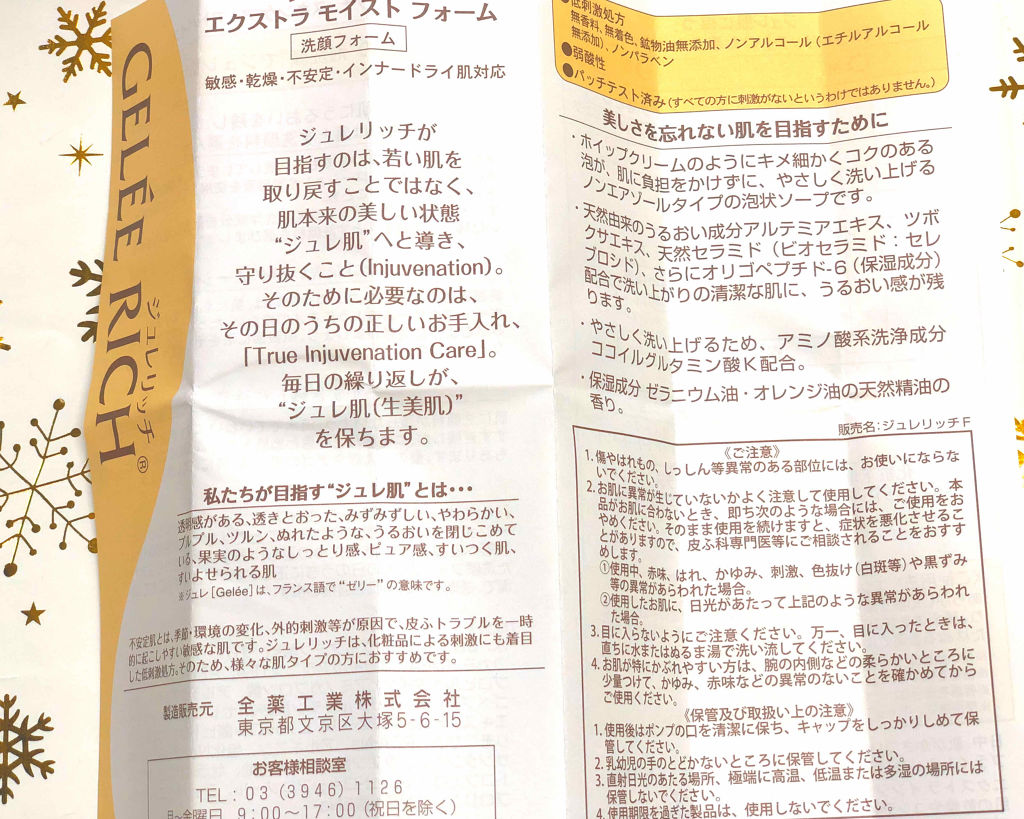 GELÉE RICH®
ジュレリッチ
エクストラ モイスト フォーム
洗顔フォーム
敏感・乾燥・不安定・インナードライ肌対応
ジュレリッチが
目指すのは、若い肌を
取り戻すことではなく、
肌本来の美しい状態
“ジュレ肌”へと導き、
守り抜くこと(Injuvenation)。
そのために必要なのは、
その日のうちの正しいお手入れ、
「True Injuvenation Care」。
毎日の繰り返しが、
“ジュレ肌(生美肌)”
を保ちます。
私たちが目指す“ジュレ肌”とは・・・
透明感がある、透きとおった、みずみずしい、やわらかい、
プルプル、ツルン、ぬれたような、うるおいを閉じこめて
いる、果実のようなしっとり感、ピュア感、すいつく肌、
すいよせられる肌
※ジュレ[Gelée]は、フランス語で“ゼリー”の意味です。
不安定肌とは、季節・環境の変化、外的刺激等が原因で、皮ふトラブルを一時
的に起こしやすい敏感な肌です。ジュレリッチは、化粧品による刺激にも着目
した低刺激処方。そのため、様々な肌タイプの方におすすめです。
製造販売元 全薬工業株式会社
東京都文京区大塚5-6-15
お客様相談室
TEL:03(3946)1126
月~金曜日 9:00~17:00(祝日を除く)
●低刺激処方
無香料、無着色、鉱物油無添加、ノンアルコール(エチルアルコール
無添加)、ノンパラベン
●弱酸性
●パッチテスト済み(すべての方に刺激がないというわけではありません。)
美しさを忘れない肌を目指すために
・ホイップクリームのようにキメ細かくコクのある
泡が、肌に負担をかけずに、やさしく洗い上げる
ノンエアゾールタイプの泡状ソープです。
・天然由来のうるおい成分アルテミアエキス、ツボ
クサエキス、天然セラミド(ビオセラミド:セレ
ブロシド)、さらにオリゴペプチド-6(保湿成分)
配合で洗い上がりの清潔な肌に、うるおい感が残
ります。
・やさしく洗い上げるため、アミノ酸系洗浄成分
ココイルグルタミン酸K配合。
・保湿成分 ゼラニウム油・オレンジ油の天然精油の
香り。
販売名:ジュレリッチF
《ご注意》
1.傷やはれもの、しっしん等異常のある部位には、お使いにならな
いでください。
2.お肌に異常が生じていないかよく注意して使用してください。本
品がお肌に合わないとき、即ち次のような場合には、ご使用をお
やめください。そのまま使用を続けますと、症状を悪化させるこ
とがありますので、皮ふ科専門医等にご相談されることをおすす
めします。
①使用中、赤味、はれ、かゆみ、刺激、色抜け(白斑等)や黒ずみ
等の異常があらわれた場合。
②使用したお肌に、日光があたって上記のような異常があらわれ
た場合。
3.目に入らないようにご注意ください。万一、目に入ったときは、
直ちに水またはぬるま湯で洗い流してください。
4.お肌が特にかぶれやすい方は、腕の内側などの柔らかいところに
少量つけて、かゆみ、赤味などの異常のないことを確かめてから
ご使用ください。
《保管及び取扱い上の注意》
1.使用後はポンプの口を清潔に保ち、キャップをしっかりしめて保
管してください。
2.乳幼児の手のとどかないところに保管してください。
3.直射日光のあたる場所、極端に高温、低温または多湿の場所には
保管しないでください。
4.使用期限を過ぎた製品は、使用しないでください。